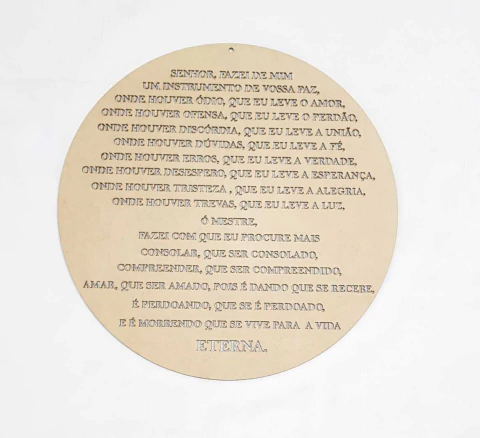 SENHOR, FAZEI DE MIM
UM INSTRUMENTO DE VOSSA PAZ,
ONDE HOUVER ÓDIO, QUE EU LEVE O AMOR,
ONDE HOUVER OFENSA, QUE EU LEVE O PERDÃO,
ONDE HOUVER DISCÓRDIA, QUE EU LEVE A UNIÃO,
ONDE HOUVER DÚVIDAS, QUE EU LEVE A FÉ,
ONDE HOUVER ERROS, QUE EU LEVE A VERDADE,
ONDE HOUVER DESESPERO, QUE EU LEVE A ESPERANÇA,
ONDE HOUVER TRISTEZA , QUE EU LEVE A ALEGRIA,
ONDE HOUVER TREVAS, QUE EU LEVE A LUZ,
Ó MESTRE,
FAZEI COM QUE EU PROCURE MAIS
CONSOLAR, QUE SER CONSOLADO,
COMPREENDER, QUE SER COMPREENDIDO,
AMAR, QUE SER AMADO, POIS É DANDO QUE SE RECEBE,
É PERDOANDO, QUE SE É PERDOADO,
E É MORRENDO QUE SE VIVE PARA A VIDA
ETERNA.